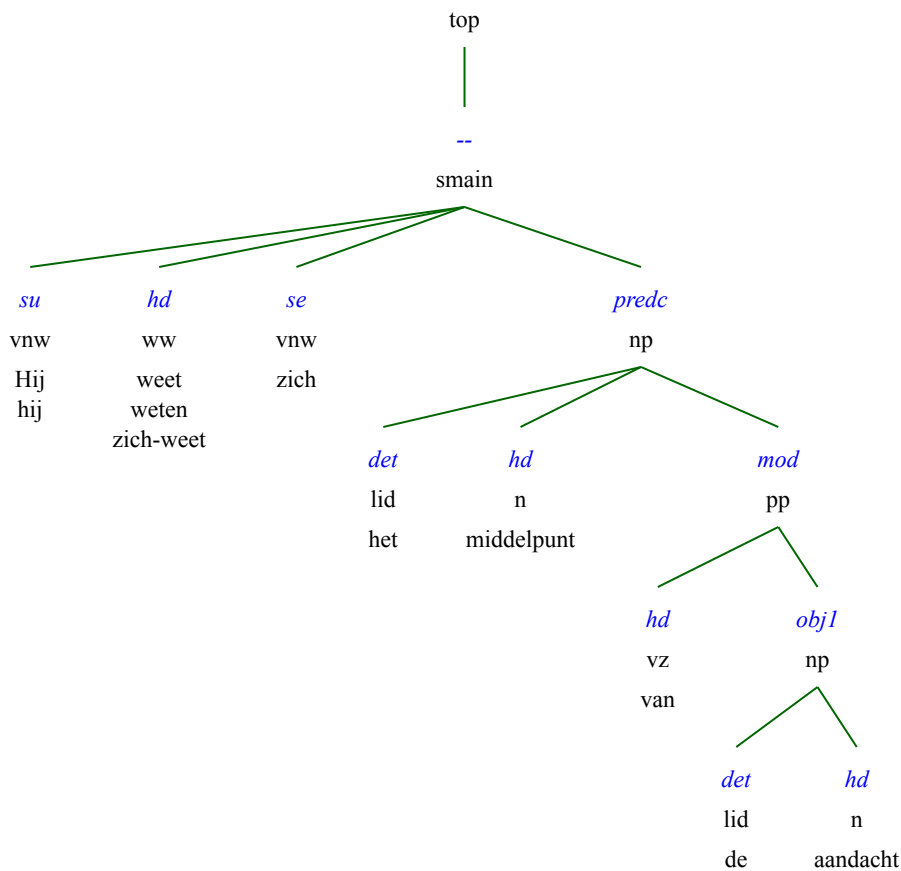 top
--
smain
su hd se predc
vnw ww vnw np
Hij weet zich
hij weten
zich-weet
det hd mod
lid n pp
het middelpunt
hd obj1
vz np
van
det hd
lid n
de aandacht